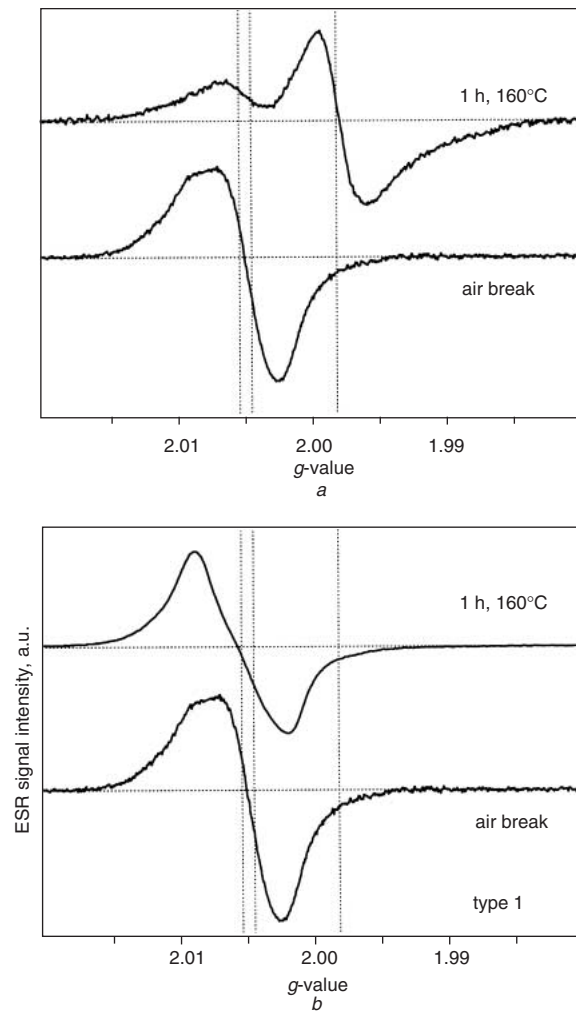 1 h, 160°C
air break
2.01 2.00 1.99
g-value
a
ESR signal intensity, a.u.
1 h, 160°C
air break
type 1
2.01 2.00 1.99
g-value
b